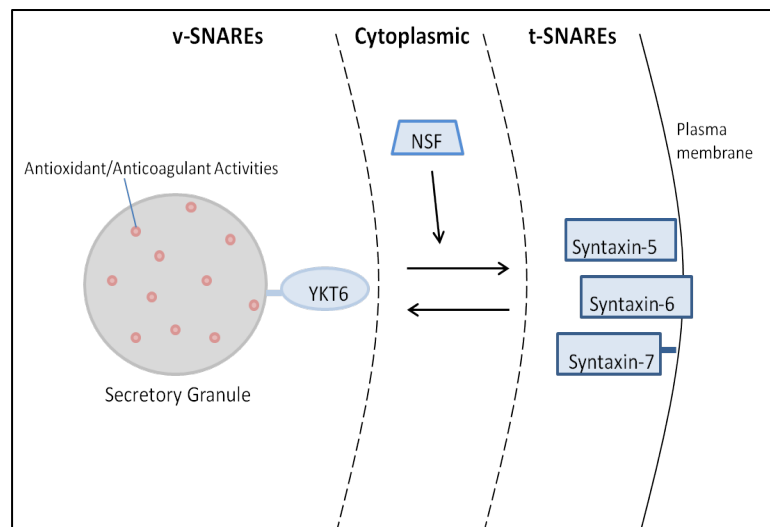 v-SNAREs
Cytoplasmic
t-SNAREs
Plasma
membrane
NSF
Antioxidant/Anticoagulant Activities
Syntaxin-5
YKT6
Syntaxin-6
Syntaxin-7
Secretory Granule